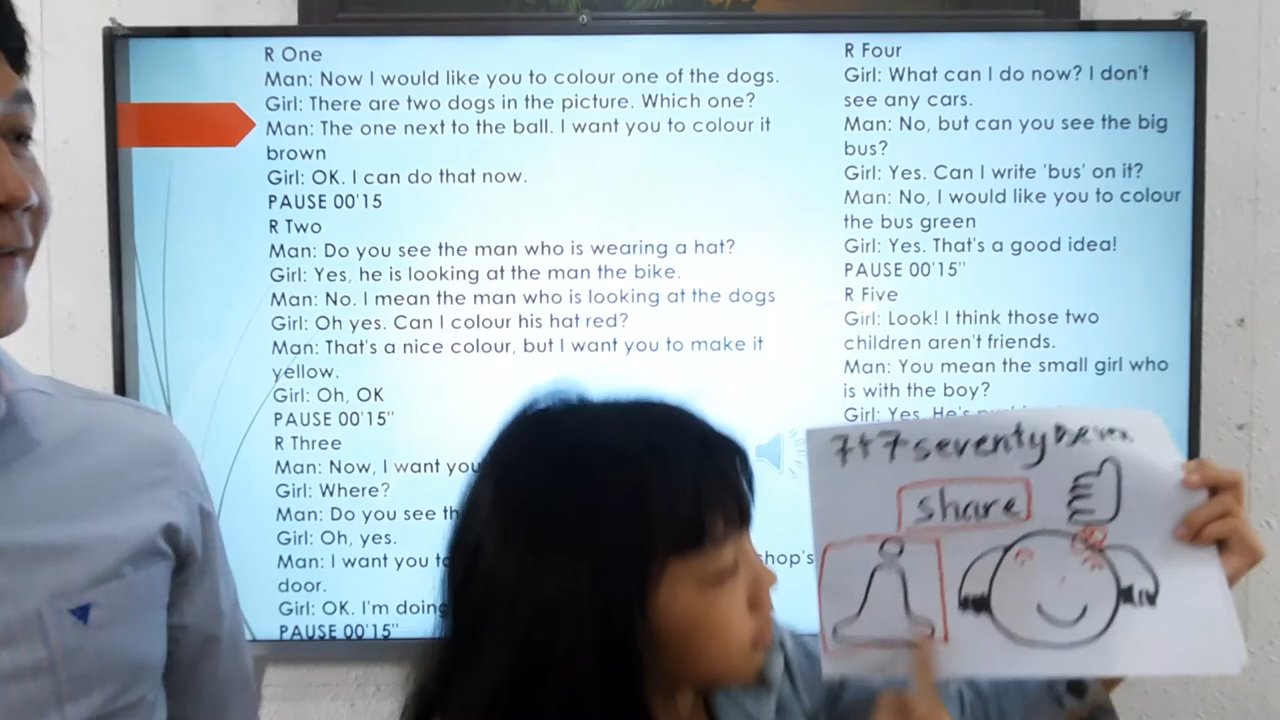 R One
Man: Now I would like you to colour one of the dogs.
Girl: There are two dogs in the picture. Which one?
Man: The one next to the ball. I want you to colour it
brown
Girl: OK. I can do that now.
PAUSE 00'15
R Two
Man: Do you see the man who is wearing a hat?
Girl: Yes, he is looking at the man the bike.
Man: No. I mean the man who is looking at the dogs
Girl: Oh yes. Can I colour his hat red?
Man: That's a nice colour, but I want you to make it
yellow.
Girl: Oh, OK
PAUSE 00'15"
R Three
Man: Now, I want you
Girl: Where?
Man: Do you see th
Girl: Oh, yes.
Man: I want you to
hop's
door.
Girl: OK. I'm doing
PAUSE 00'15"
R Four
Girl: What can I do now? I don't
see any cars.
Man: No, but can you see the big
bus?
Girl: Yes. Can I write 'bus' on it?
Man: No, I would like you to colour
the bus green
Girl: Yes. That's a good idea!
PAUSE 00'15"
R Five
Girl: Look! I think those two
children aren't friends.
Man: You mean the small girl who
is with the boy?
Girl: Yes. He's
share